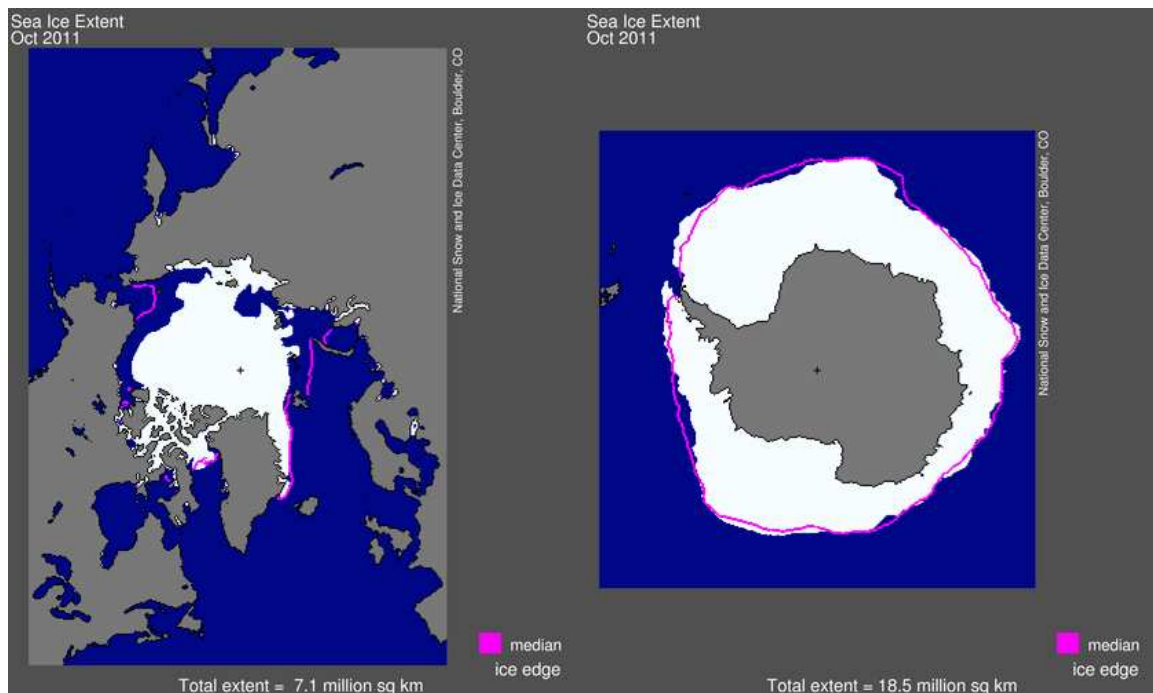 Sea Ice Extent
Oct 2011
National Snow and Ice Data Center, Boulder, CO
median
ice edge
Total extent = 7.1 million sq km
Sea Ice Extent
Oct 2011
National Snow and Ice Data Center, Boulder, CO
median
ice edge
Total extent = 18.5 million sq km